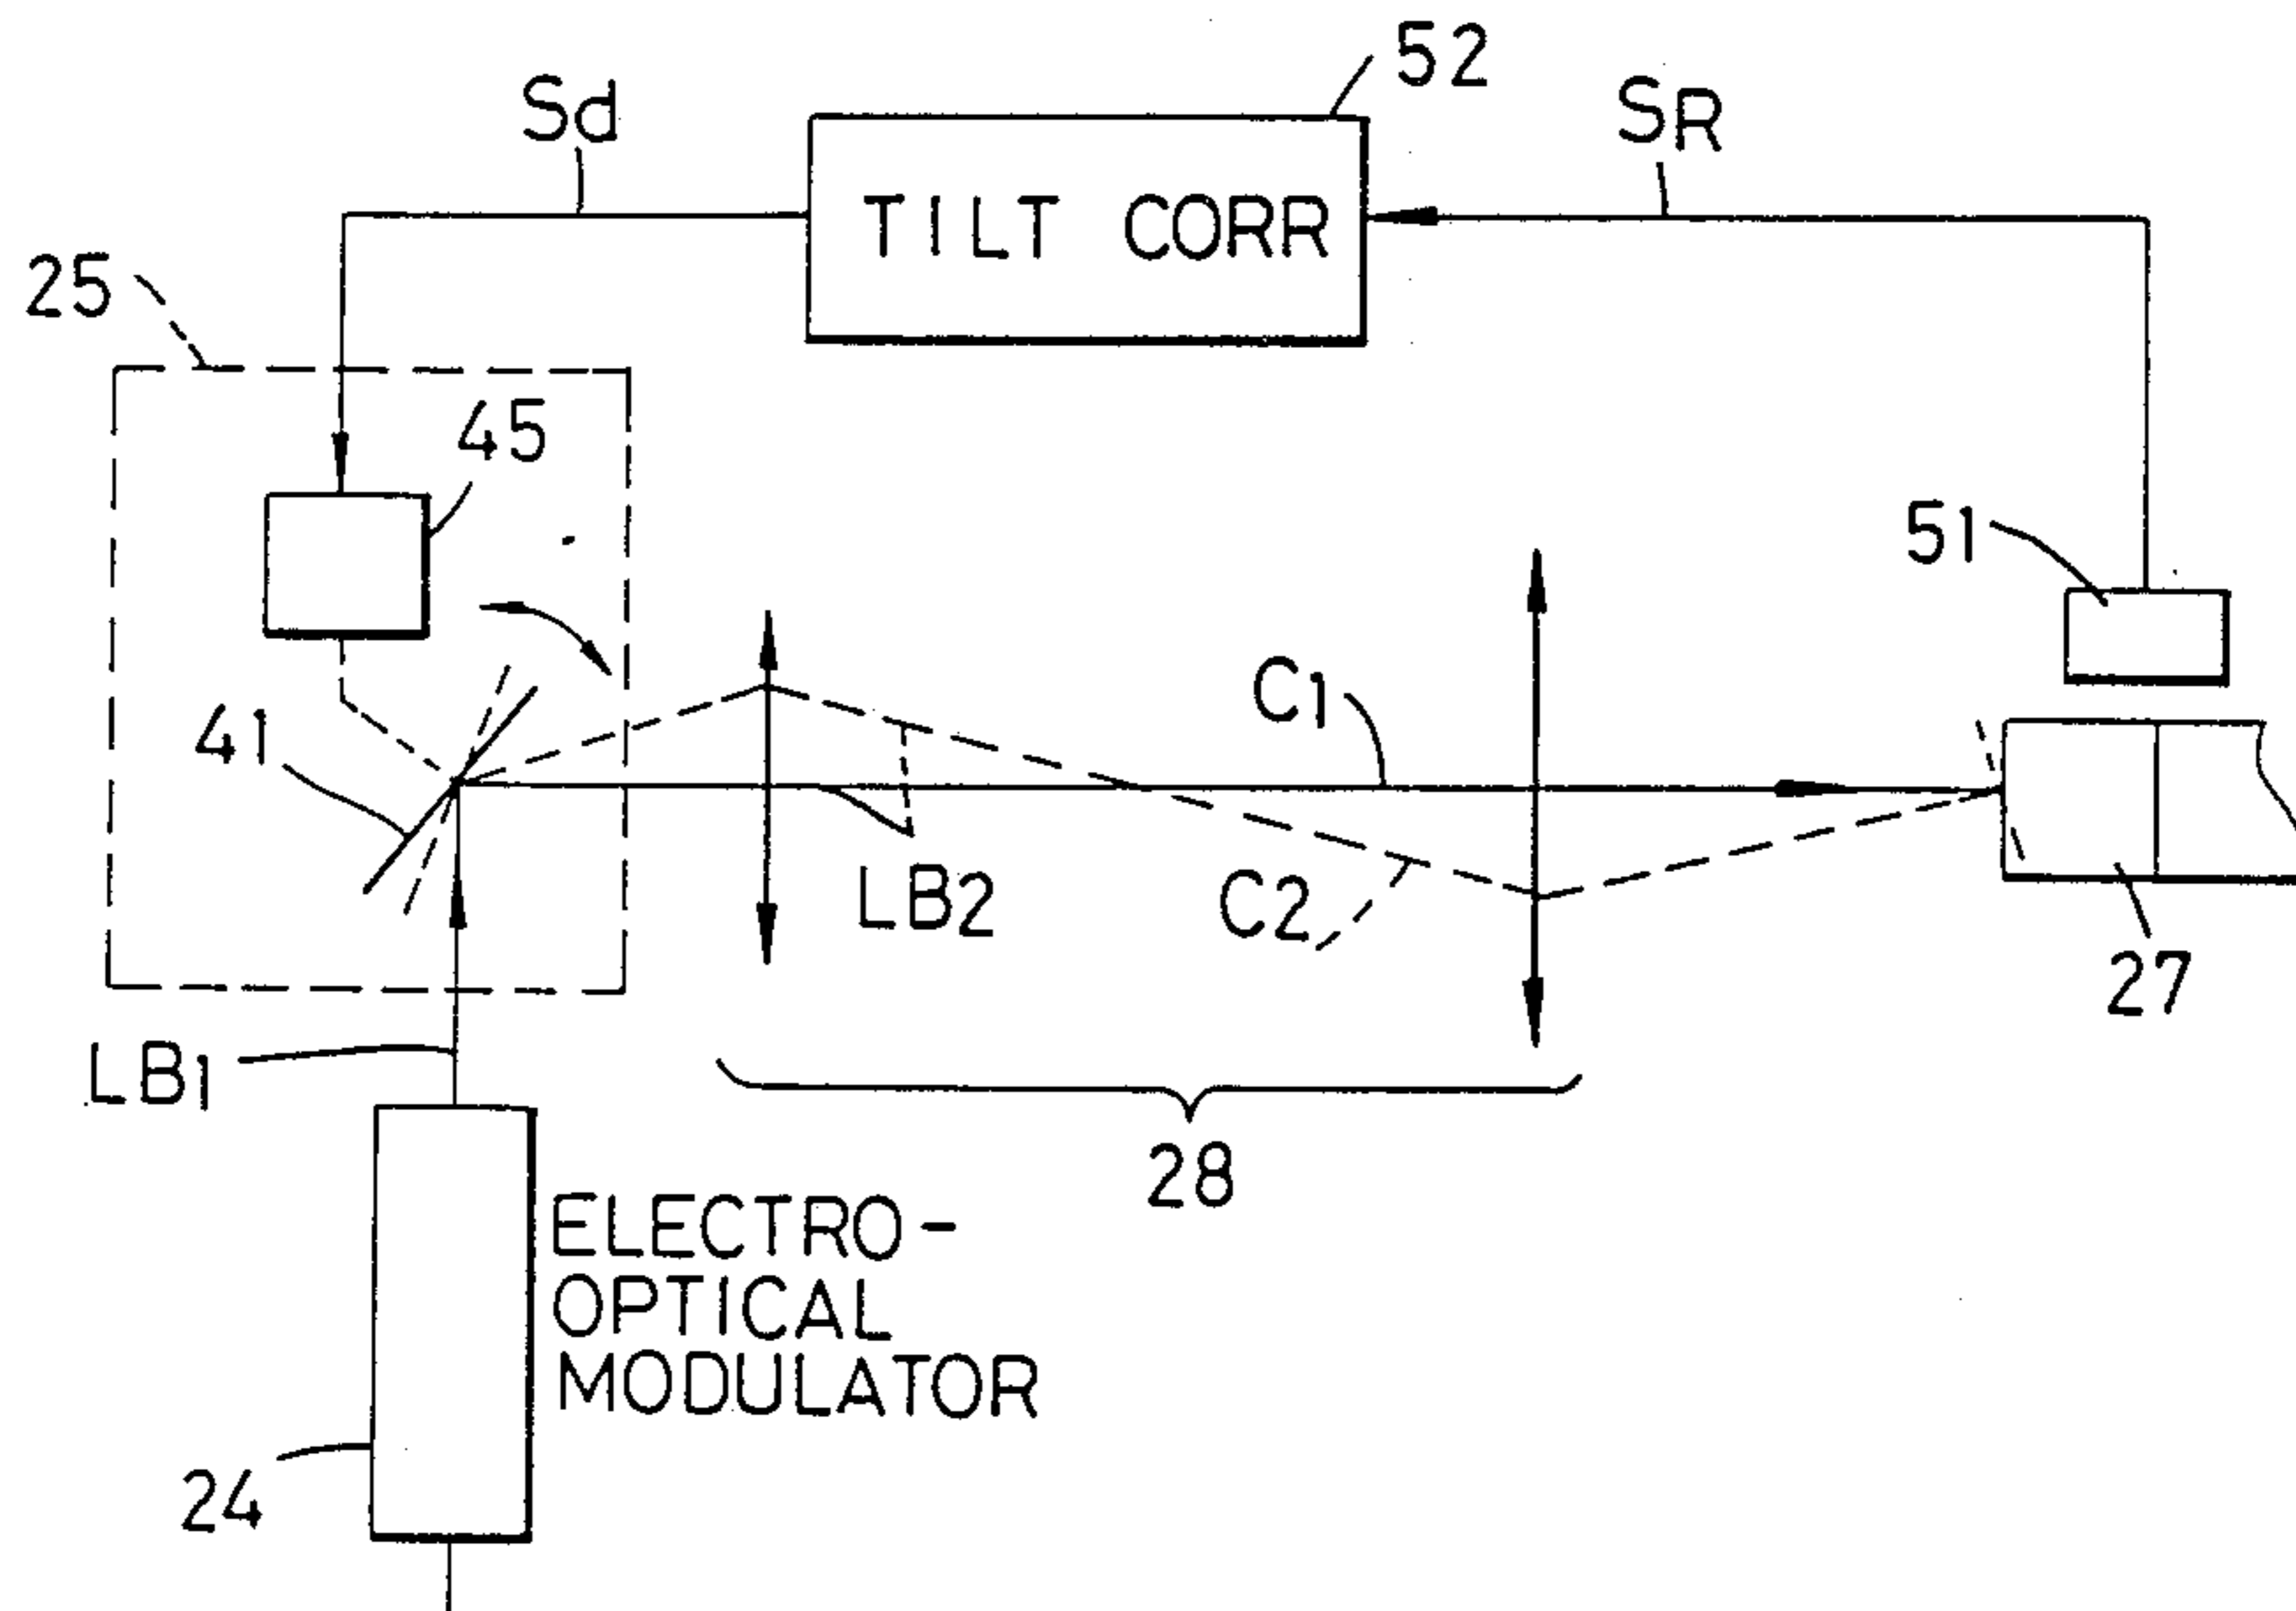 52
Sd
SR
TILT CORR
25
45
51
C1
41
LB2
C2
27
LB1
28
ELECTRO-
OPTICAL
MODULATOR
24